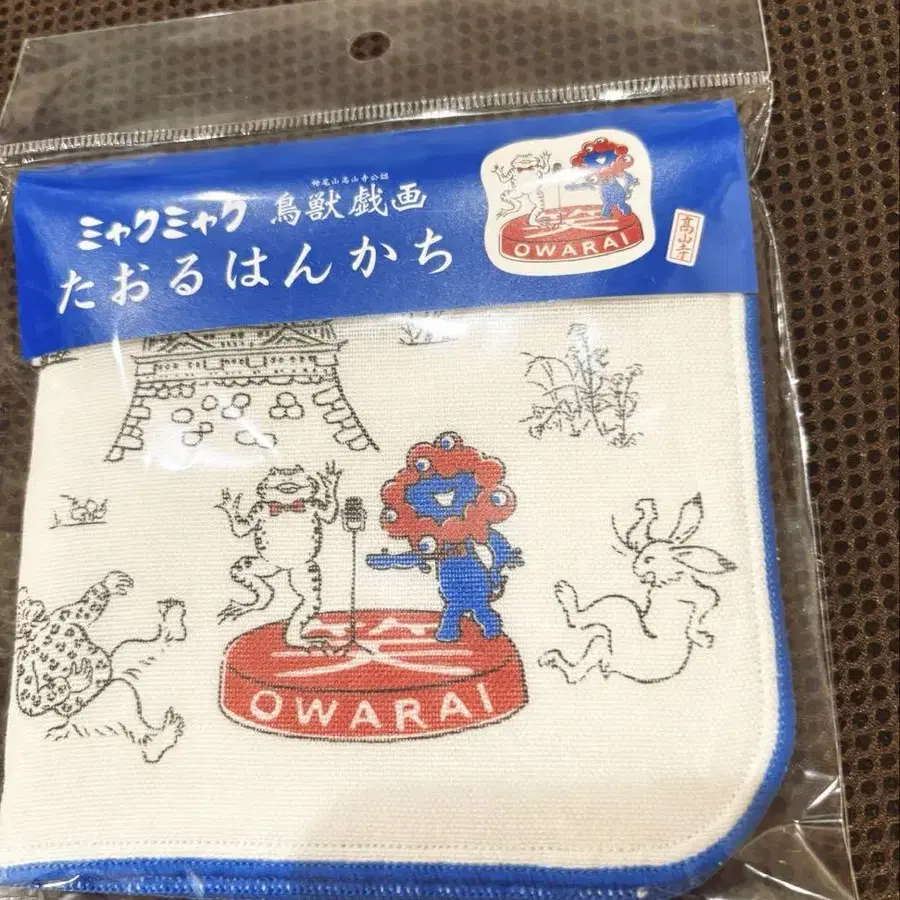 栂尾山高山寺公認
ミャクミャク 鳥獣戯画
たおるはんかち
笑
OWARAI
高山寺
笑
OWARAI